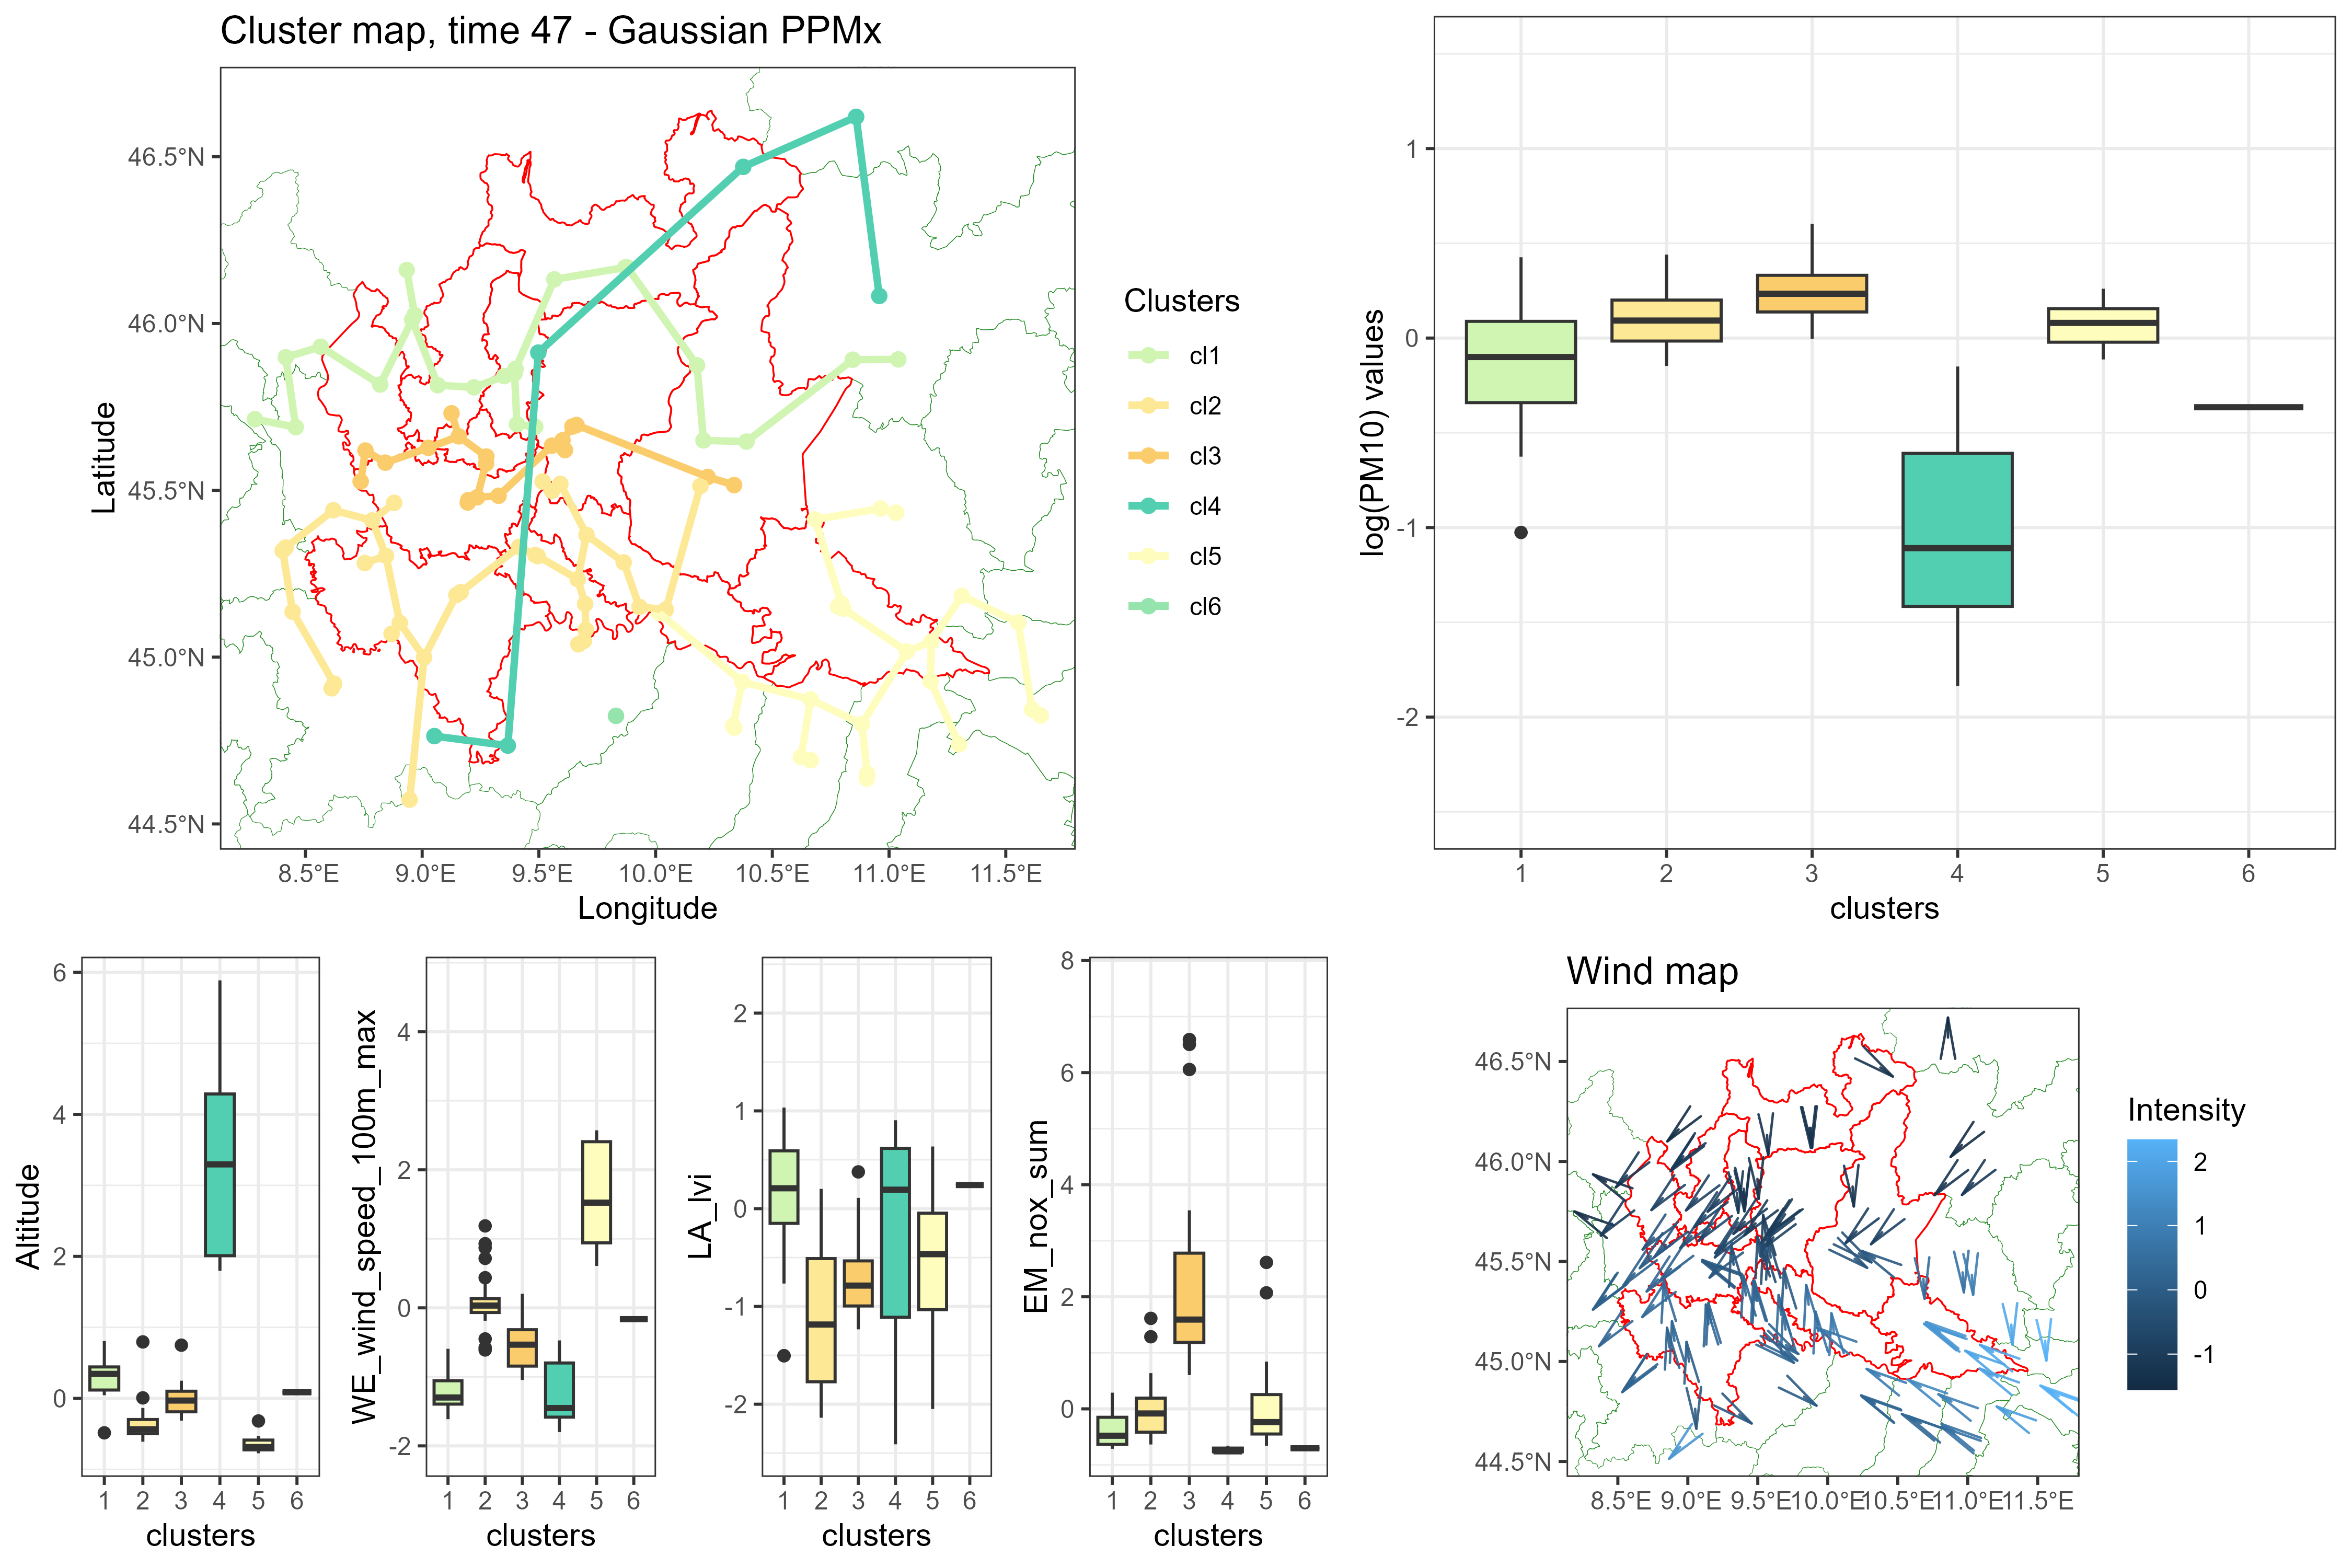 Cluster map, time 47 - Gaussian PPMx
46.5°N
46.0°N
45.5°N
45.0°N
44.5°N
Latitude
8.5°E 9.0°E 9.5°E 10.0°E 10.5°E 11.0°E 11.5°E
Longitude
Clusters
cl1
cl2
cl3
cl4
cl5
cl6
log(PM10) values
1
0
-1
-2
1 2 3 4 5 6
clusters
Altitude
6
4
2
0
1 2 3 4 5 6
clusters
WE_wind_speed_100m_max
4
2
0
-2
1 2 3 4 5 6
clusters
LA_lvi
2
1
0
-1
-2
1 2 3 4 5 6
clusters
EM_nox_sum
8
6
4
2
0
1 2 3 4 5 6
clusters
Wind map
46.5°N
46.0°N
45.5°N
45.0°N
44.5°N
8.5°E 9.0°E 9.5°E 10.0°E 10.5°E 11.0°E 11.5°E
Intensity
2
1
0
-1